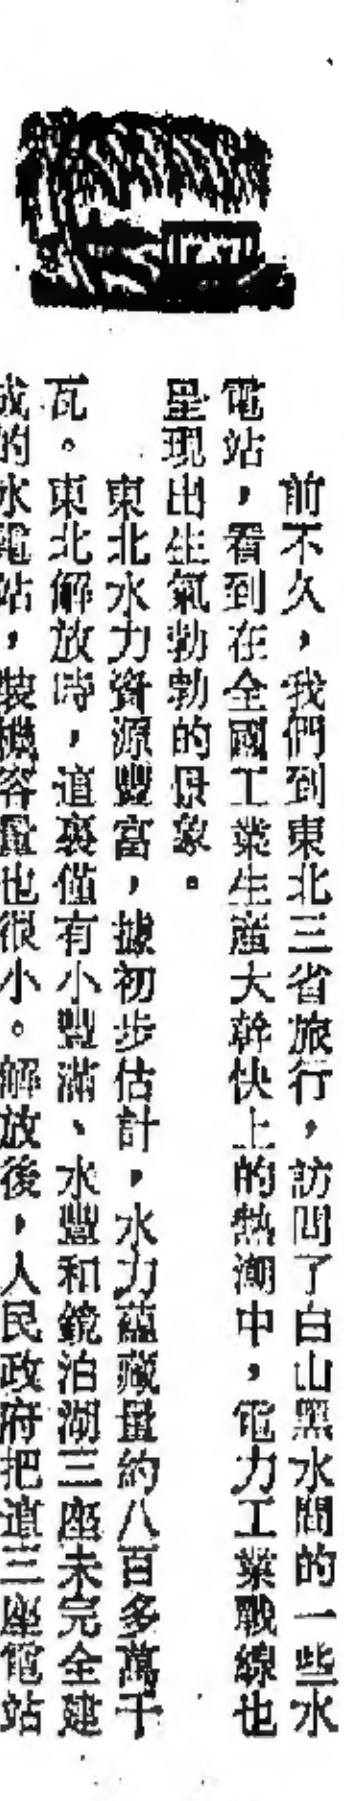 前不久，我們到東北三省旅行，訪問了白山黑水間的一些水
電站，看到在全國工業生產大幹快上的熱潮中，電力工業戰線也
呈現出生氣勃勃的景象。
東北水力資源豐富，據初步估計，水力蘊藏量約八百多萬千
瓦。東北解放時，這裏僅有小豐滿、水豐和鏡泊湖三座未完全建
成的水電站，裝機容量也很小。解放後，人民政府把這三座電站